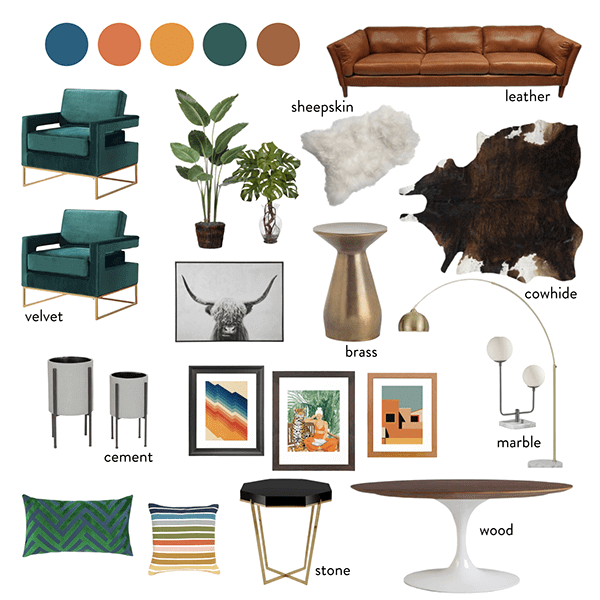 leather
sheepskin
cowhide
velvet
brass
marble
cement
wood
stone